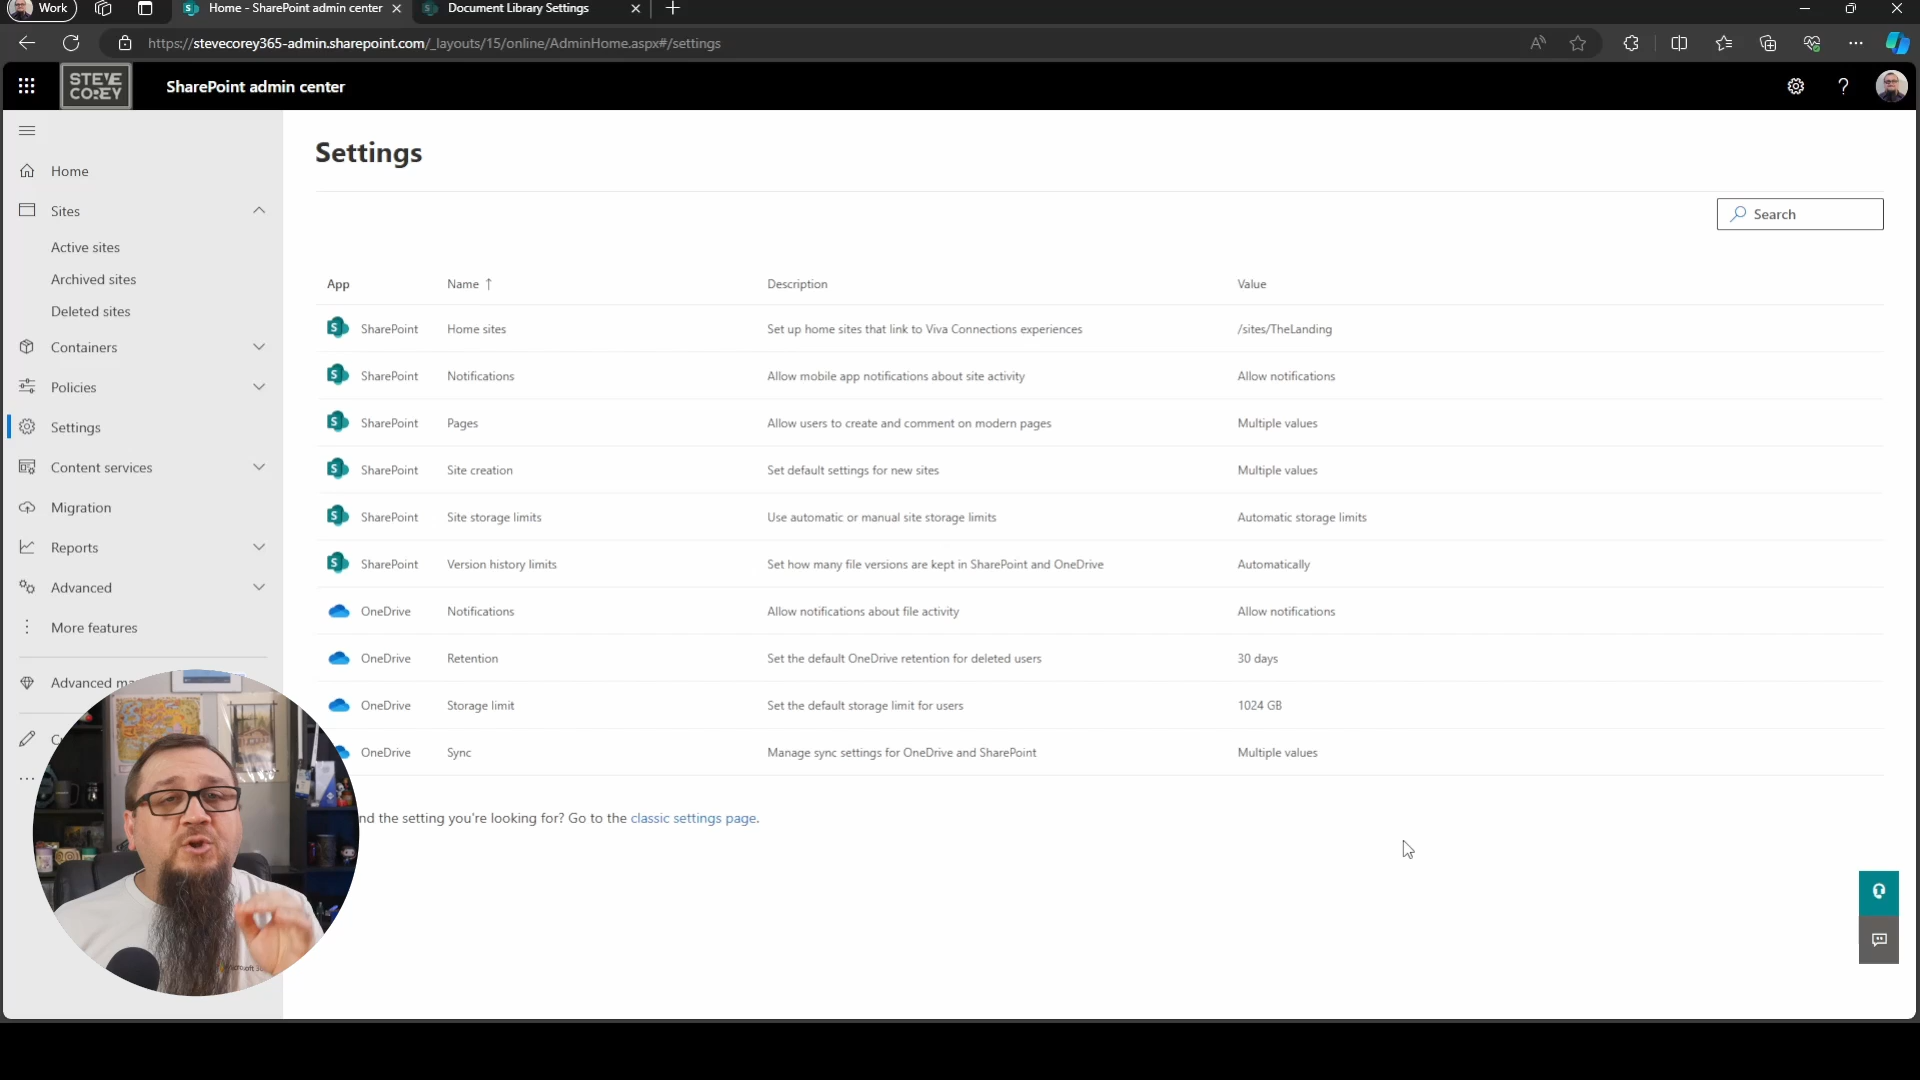 Work
Home - SharePoint admin center
Document Library Settings
https://stevecorey365-admin.sharepoint.com/_layouts/15/online/AdminHome.aspx#/settings
STEVE
COREY
SharePoint admin center
Home
Sites
Active sites
Archived sites
Deleted sites
Containers
Policies
Settings
Content services
Migration
Reports
Advanced
More features
Advanced ma
Settings
Search
App Name ↑ Description Value
SharePoint Home sites Set up home sites that link to Viva Connections experiences /sites/TheLanding
SharePoint Notifications Allow mobile app notifications about site activity Allow notifications
SharePoint Pages Allow users to create and comment on modern pages Multiple values
SharePoint Site creation Set default settings for new sites Multiple values
SharePoint Site storage limits Use automatic or manual site storage limits Automatic storage limits
SharePoint Version history limits Set how many file versions are kept in SharePoint and OneDrive Automatically
OneDrive Notifications Allow notifications about file activity Allow notifications
OneDrive Retention Set the default OneDrive retention for deleted users 30 days
OneDrive Storage limit Set the default storage limit for users 1024 GB
OneDrive Sync Manage sync settings for OneDrive and SharePoint Multiple values
nd the setting you're looking for? Go to the classic settings page.